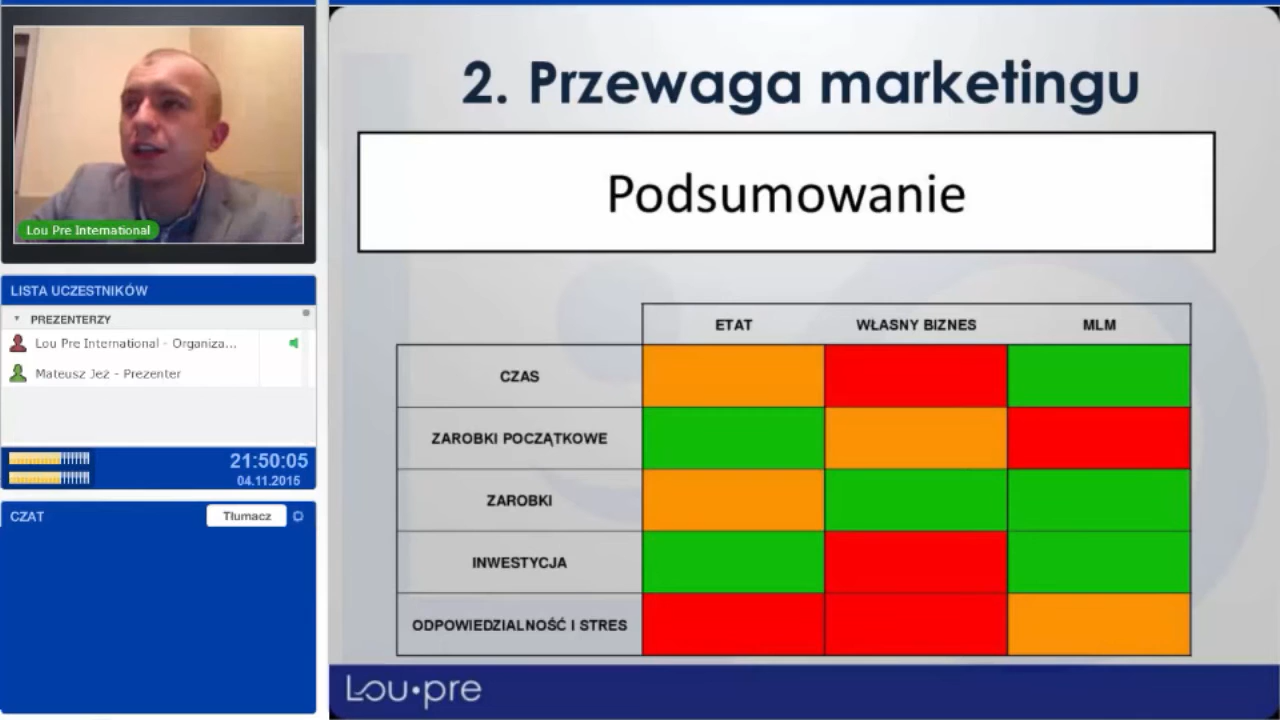 Lou Pre International
LISTA UCZESTNIKÓW
PREZENTERZY
Lou Pre International - Organiza...
Mateusz Jeż - Prezenter
21:50:05
04.11.2015
CZAT
Tłumacz
2. Przewaga marketingu
Podsumowanie
ETAT WŁASNY BIZNES MLM
CZAS
ZAROBKI POCZĄTKOWE
ZAROBKI
INWESTYCJA
ODPOWIEDZIALNOŚĆ I STRES
Lou•pre